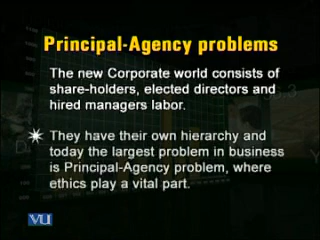 Principal-Agency problems
The new Corporate world consists of
share-holders, elected directors and
hired managers labor.
They have their own hierarchy and
today the largest problem in business
is Principal-Agency problem, where
ethics play a vital part.
VU